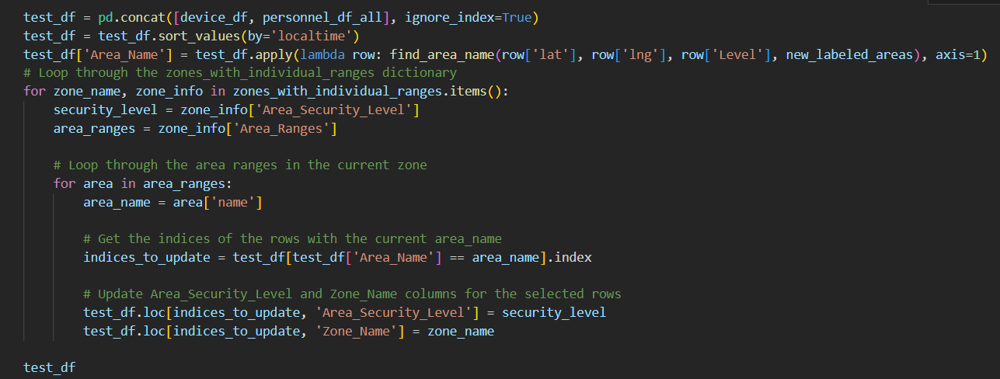 test_df = pd.concat([device_df, personnel_df_all], ignore_index=True)
test_df = test_df.sort_values(by='localtime')
test_df['Area_Name'] = test_df.apply(lambda row: find_area_name(row['lat'], row['lng'], row['Level'], new_labeled_areas), axis=1)
# Loop through the zones_with_individual_ranges dictionary
for zone_name, zone_info in zones_with_individual_ranges.items():
    security_level = zone_info['Area_Security_Level']
    area_ranges = zone_info['Area_Ranges']

    # Loop through the area ranges in the current zone
    for area in area_ranges:
        area_name = area['name']

        # Get the indices of the rows with the current area_name
        indices_to_update = test_df[test_df['Area_Name'] == area_name].index

        # Update Area_Security_Level and Zone_Name columns for the selected rows
        test_df.loc[indices_to_update, 'Area_Security_Level'] = security_level
        test_df.loc[indices_to_update, 'Zone_Name'] = zone_name

test_df